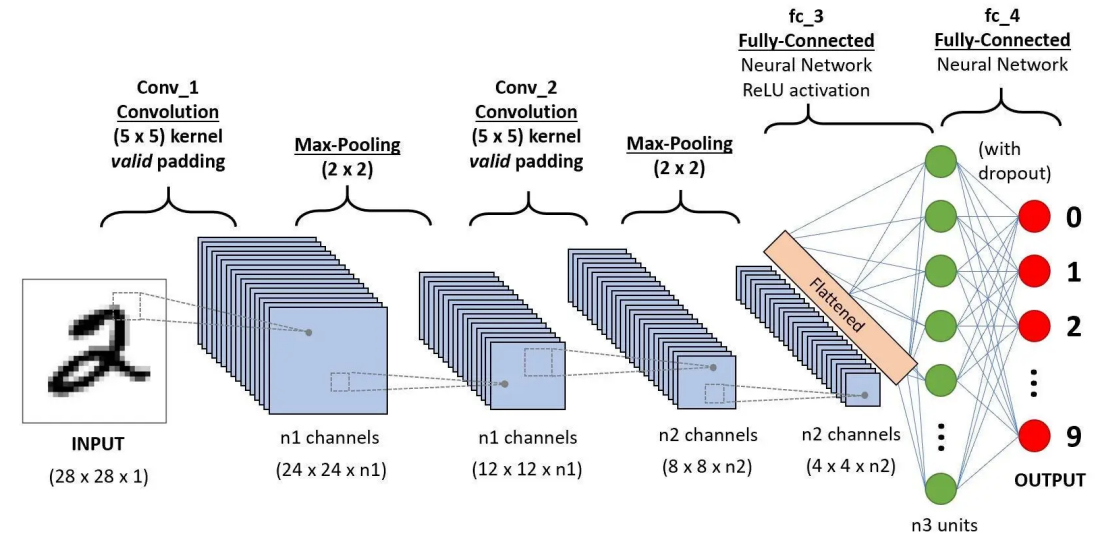 Conv_1
Convolution
(5 x 5) kernel
valid padding
Max-Pooling
(2 x 2)
Conv_2
Convolution
(5 x 5) kernel
valid padding
Max-Pooling
(2 x 2)
fc_3
Fully-Connected
Neural Network
ReLU activation
fc_4
Fully-Connected
Neural Network
(with
dropout)
2
INPUT
(28 x 28 x 1)
n1 channels
(24 x 24 x n1)
n1 channels
(12 x 12 x n1)
n2 channels
(8 x 8 x n2)
n2 channels
(4 x 4 x n2)
Flattened
n3 units
0
1
2
9
OUTPUT